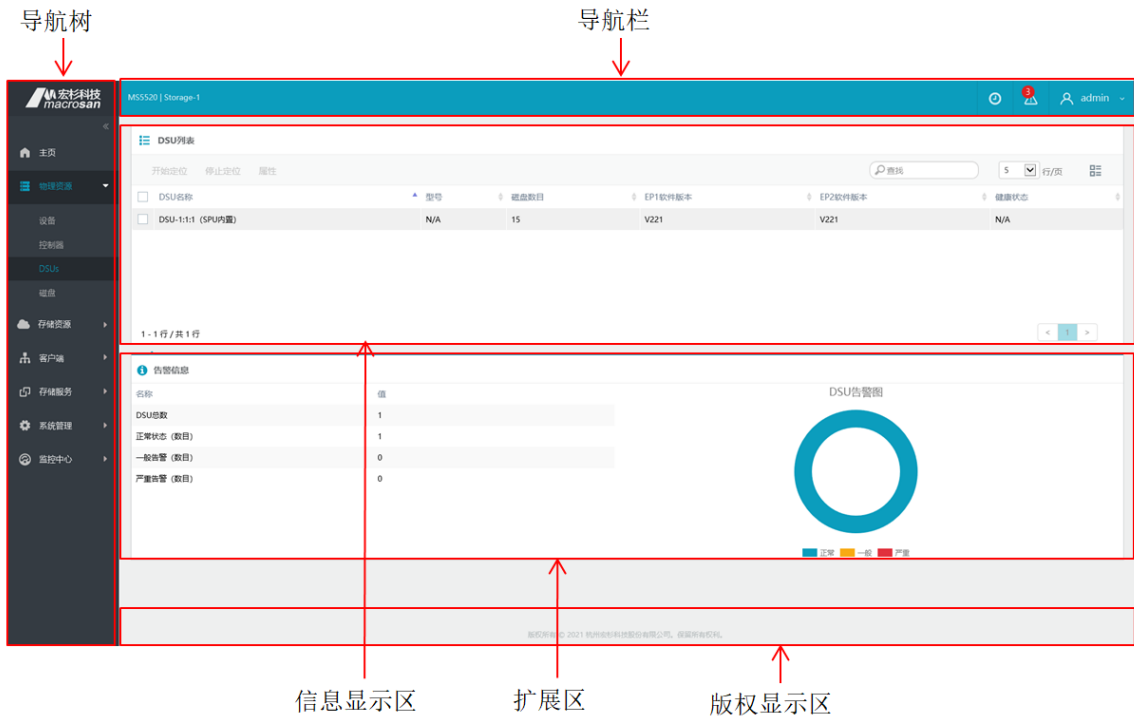 导航树
导航栏
宏杉科技
macrosan
MS5520 | Storage-1
3
admin
主页
物理资源
设备
控制器
DSUs
磁盘
存储资源
客户端
存储服务
系统管理
监控中心
DSU列表
开始定位 停止定位 属性
查找
5 行/页
DSU名称 型号 磁盘数目 EP1软件版本 EP2软件版本 健康状态
DSU-1:1:1 (SPU内置) N/A 15 V221 V221 N/A
1 - 1 行 / 共 1 行
< 1 >
告警信息
名称 值
DSU总数 1
正常状态 (数目) 1
一般告警 (数目) 0
严重告警 (数目) 0
DSU告警图
正常 一般 严重
版权所有 © 2021 杭州宏杉科技股份有限公司。保留所有权利。
信息显示区
扩展区
版权显示区